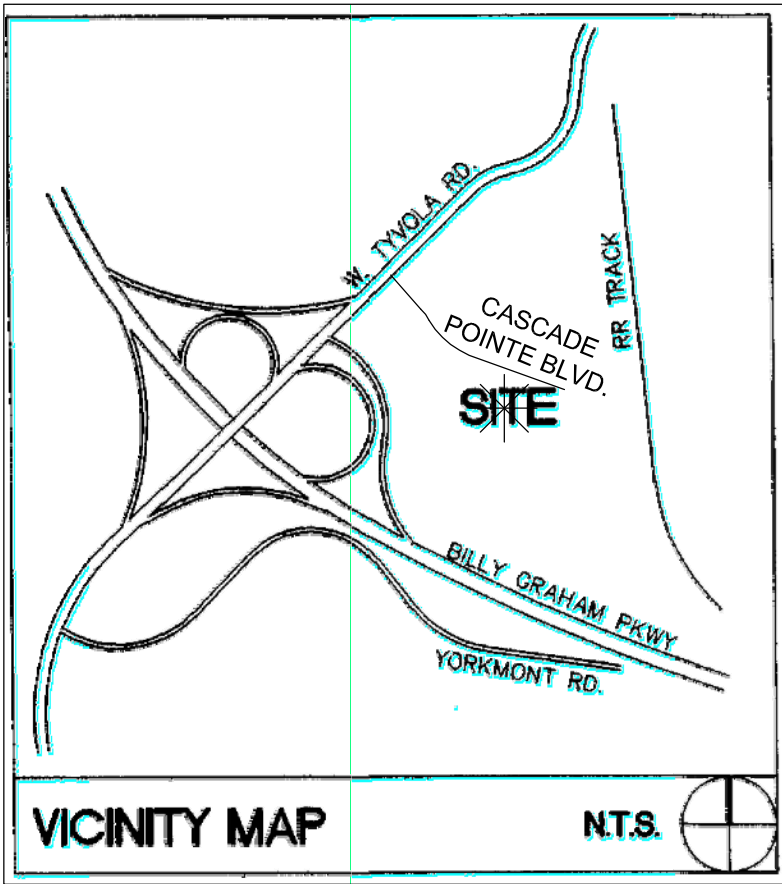 W. TYVOLA RD.
RR TRACK
CASCADE
POINTE BLVD.
SITE
BILLY GRAHAM PKWY
YORKMONT RD.
VICINITY MAP
N.T.S.